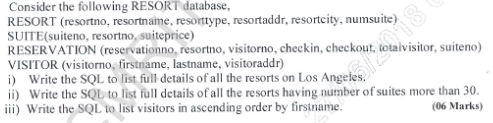 Consider the following RESORT database,
RESORT (resortno, resortname, resorttype, resortaddr, resortcity, numsuite)
SUITE(suiteno, resortno, suiteprice)
RESERVATION (reservationno, resortno, visitorno, checkin, checkout, totalvisitor, suiteno)
VISITOR (visitorno, firstname, lastname, visitoraddr)
i) Write the SQL to list full details of all the resorts on Los Angeles.
ii) Write the SQL to list full details of all the resorts having number of suites more than 30.
iii) Write the SQL to list visitors in ascending order by firstname. (06 Marks)